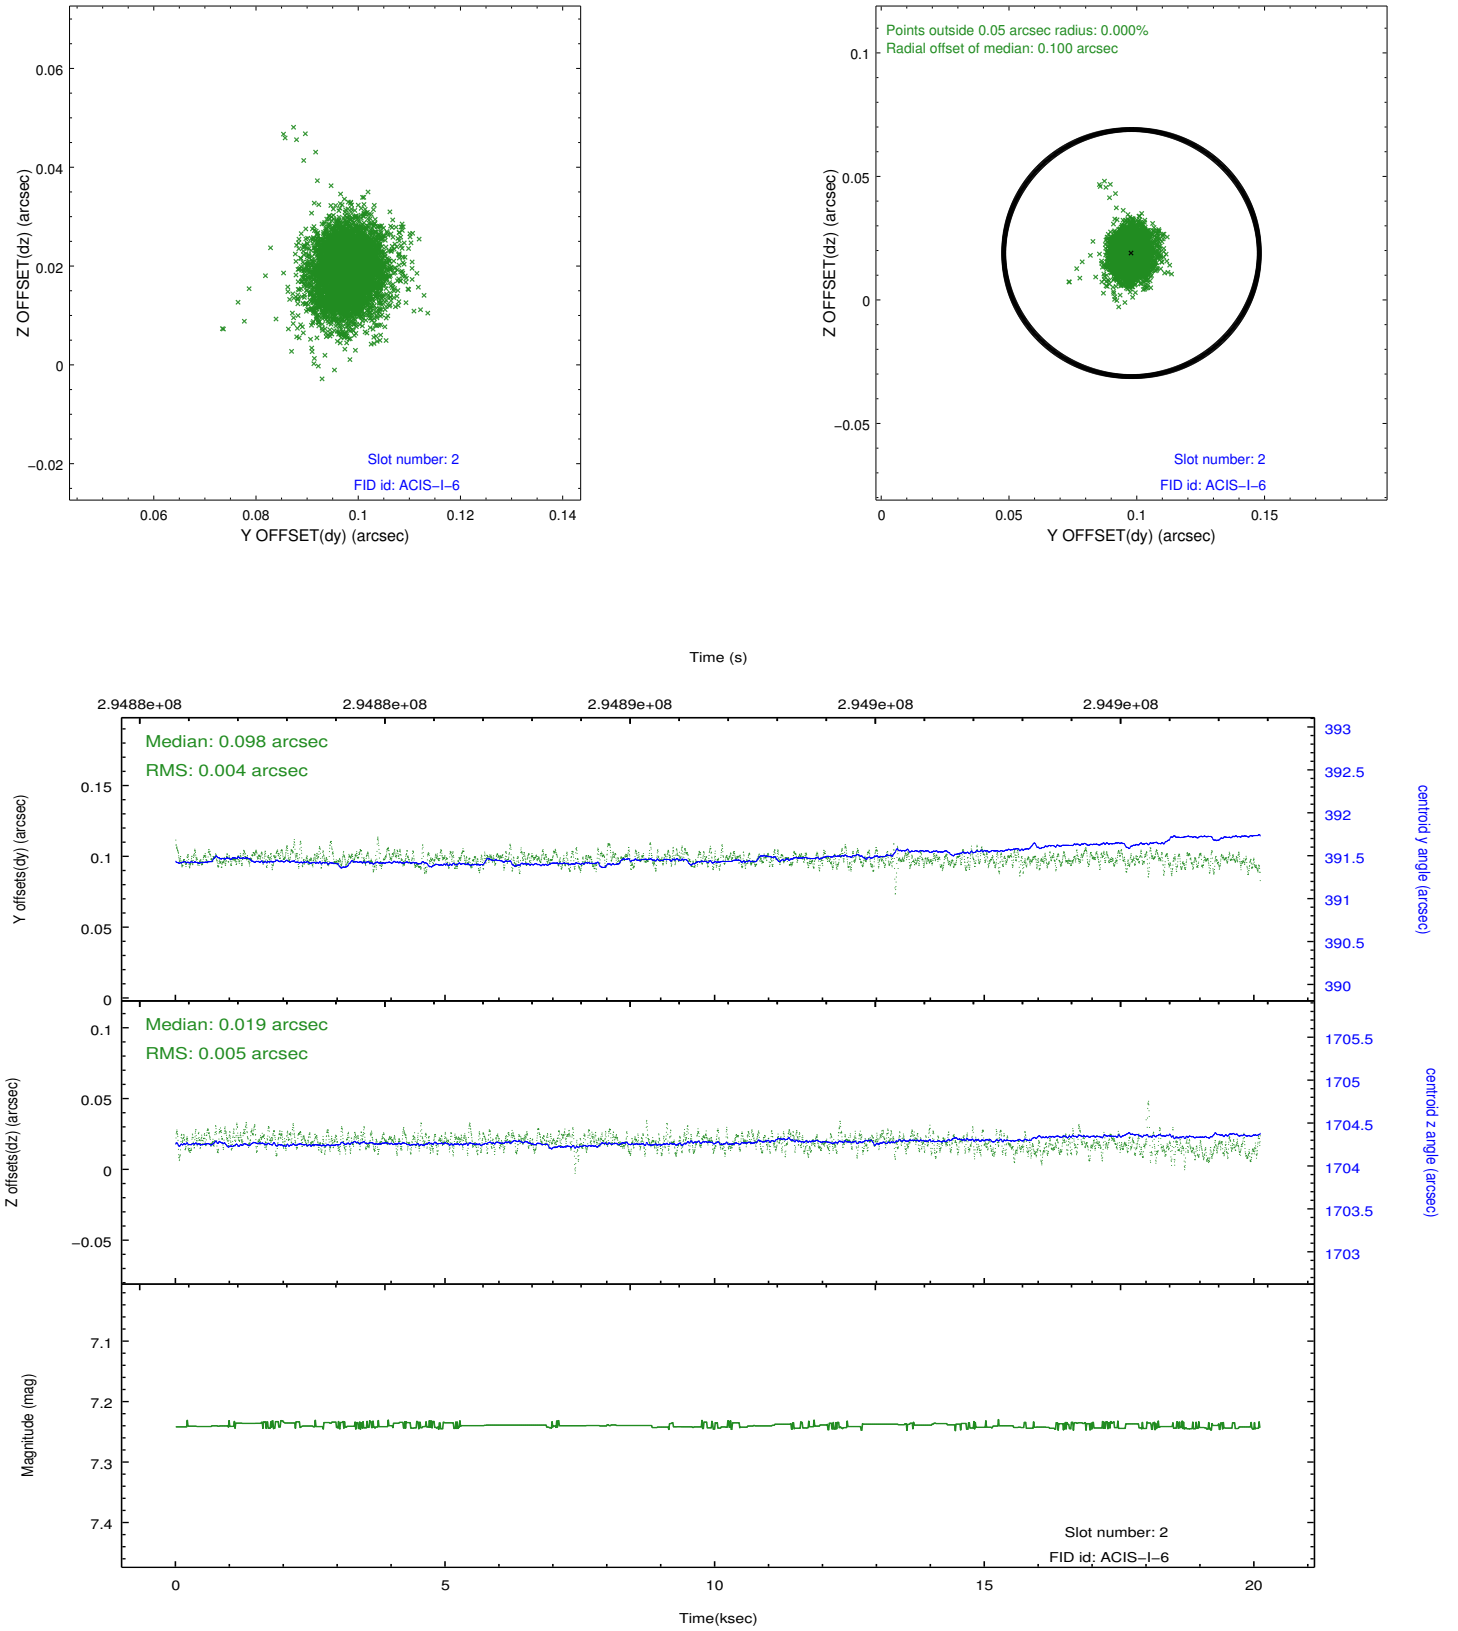 0.06
0.04
0.02
0
−0.02
Z OFFSET(dz) (arcsec)
Slot number: 2
FID id: ACIS−I−6
0.06
0.08
0.1
0.12
0.14
Y OFFSET(dy) (arcsec)
Points outside 0.05 arcsec radius: 0.000%
Radial offset of median: 0.100 arcsec
0.1
0.05
0
−0.05
Z OFFSET(dz) (arcsec)
Slot number: 2
FID id: ACIS−I−6
0
0.05
0.1
0.15
Y OFFSET(dy) (arcsec)
Time (s)
2.9488e+08
2.9488e+08
2.9489e+08
2.949e+08
2.949e+08
Median: 0.098 arcsec
RMS: 0.004 arcsec
0.15
0.1
0.05
0
Y offsets(dy) (arcsec)
393
392.5
392
391.5
391
390.5
390
centroid y angle (arcsec)
Median: 0.019 arcsec
RMS: 0.005 arcsec
0.1
0.05
0
−0.05
Z offsets(dz) (arcsec)
1705.5
1705
1704.5
1704
1703.5
1703
centroid z angle (arcsec)
7.1
7.2
7.3
7.4
Magnitude (mag)
Slot number: 2
FID id: ACIS−I−6
0
5
10
15
20
Time(ksec)